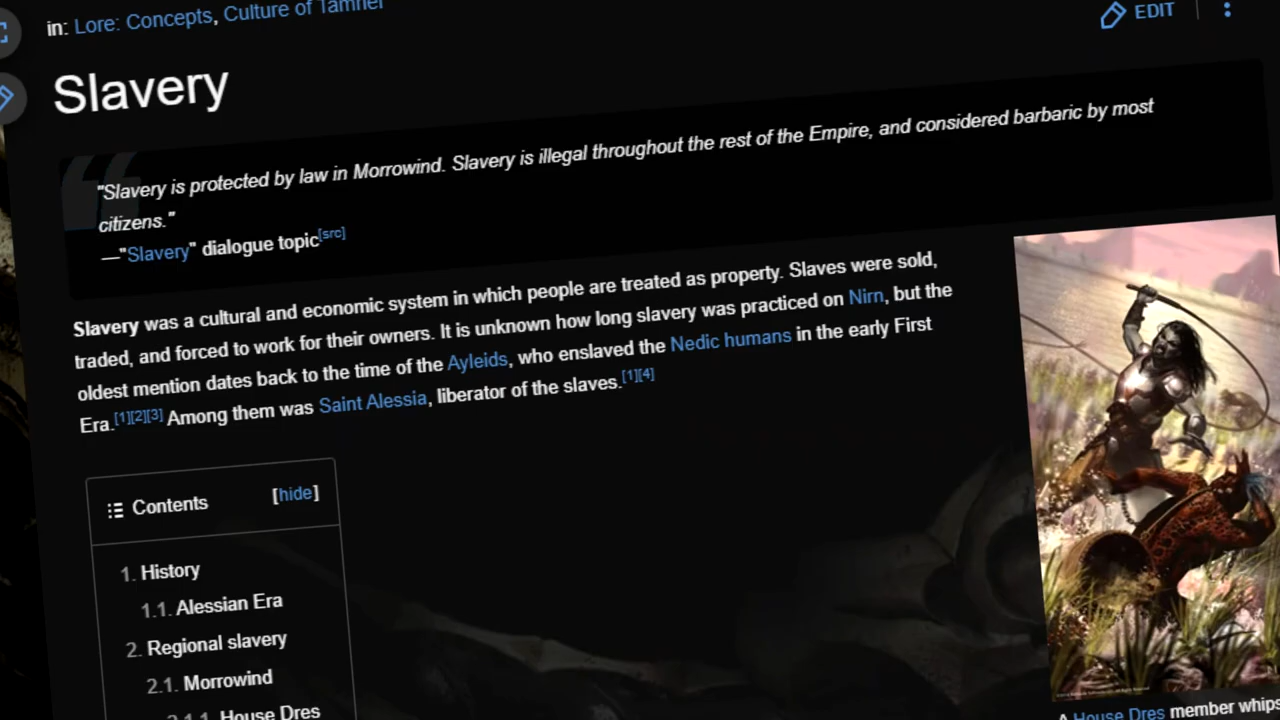 in: Lore: Concepts, Culture of Tamriel
EDIT
Slavery
"Slavery is protected by law in Morrowind. Slavery is illegal throughout the rest of the Empire, and considered barbaric by most
citizens."
—"Slavery" dialogue topic[src]
Slavery was a cultural and economic system in which people are treated as property. Slaves were sold,
traded, and forced to work for their owners. It is unknown how long slavery was practiced on Nirn, but the
oldest mention dates back to the time of the Ayleids, who enslaved the Nedic humans in the early First
Era.[1][2][3] Among them was Saint Alessia, liberator of the slaves.[1][4]
Contents [hide]
1. History
1.1. Alessian Era
2. Regional slavery
2.1. Morrowind
2.1.1. House Dres
A House Dres member whips